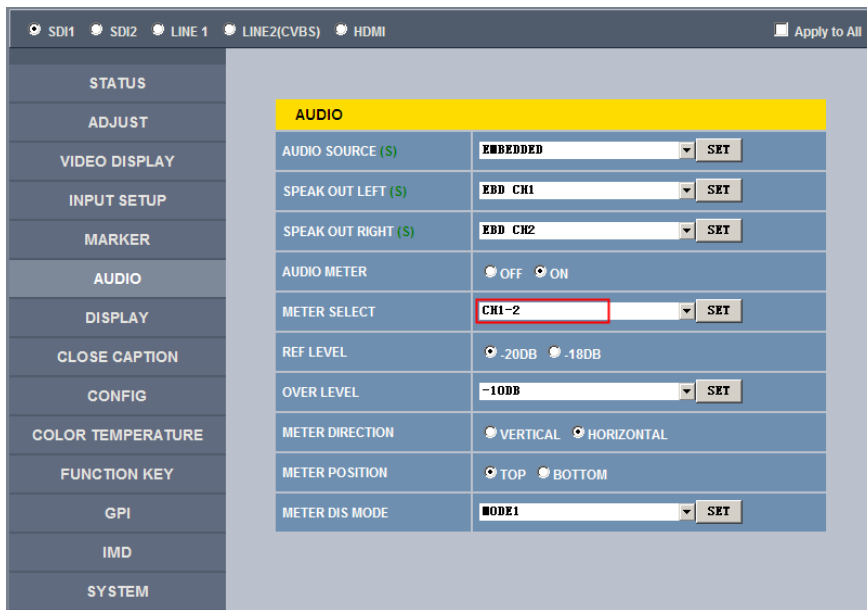 SDI1 SDI2 LINE 1 LINE2(CVBS) HDMI Apply to All
STATUS
ADJUST
VIDEO DISPLAY
INPUT SETUP
MARKER
AUDIO
DISPLAY
CLOSE CAPTION
CONFIG
COLOR TEMPERATURE
FUNCTION KEY
GPI
IMD
SYSTEM
AUDIO
AUDIO SOURCE (S) EMBEDDED SET
SPEAK OUT LEFT (S) EBD CH1 SET
SPEAK OUT RIGHT (S) EBD CH2 SET
AUDIO METER OFF ON
METER SELECT CH1-2 SET
REF LEVEL -20DB -18DB
OVER LEVEL -10DB SET
METER DIRECTION VERTICAL HORIZONTAL
METER POSITION TOP BOTTOM
METER DIS MODE MODE1 SET